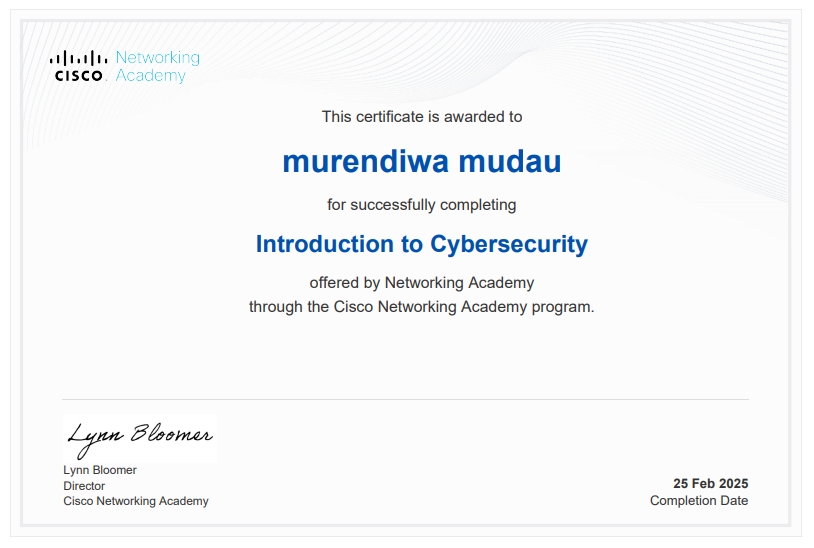 CISCO Networking
Academy
This certificate is awarded to
murendiwa mudau
for successfully completing
Introduction to Cybersecurity
offered by Networking Academy
through the Cisco Networking Academy program.
Lynn Bloomer
Lynn Bloomer
Director
Cisco Networking Academy
25 Feb 2025
Completion Date